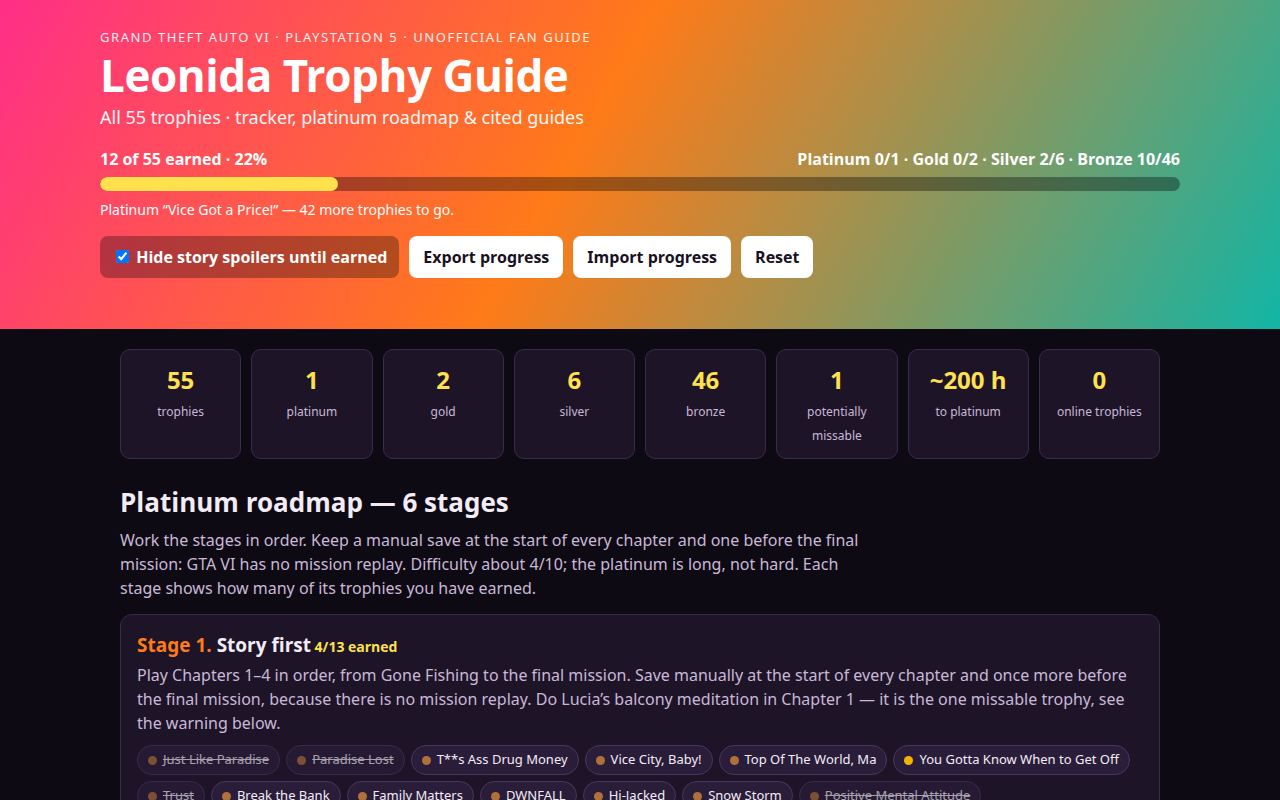 GRAND THEFT AUTO VI · PLAYSTATION 5 · UNOFFICIAL FAN GUIDE
Leonida Trophy Guide
All 55 trophies · tracker, platinum roadmap & cited guides
12 of 55 earned · 22%
Platinum 0/1 · Gold 0/2 · Silver 2/6 · Bronze 10/46
Platinum “Vice Got a Price!” — 42 more trophies to go.
Hide story spoilers until earned
Export progress
Import progress
Reset
55
trophies
1
platinum
2
gold
6
silver
46
bronze
1
potentially
missable
~200 h
to platinum
0
online trophies
Platinum roadmap — 6 stages
Work the stages in order. Keep a manual save at the start of every chapter and one before the final
mission: GTA VI has no mission replay. Difficulty about 4/10; the platinum is long, not hard. Each
stage shows how many of its trophies you have earned.
Stage 1. Story first 4/13 earned
Play Chapters 1–4 in order, from Gone Fishing to the final mission. Save manually at the start of every chapter and once more before
the final mission, because there is no mission replay. Do Lucia’s balcony meditation in Chapter 1 — it is the one missable trophy, see
the warning below.
Just Like Paradise
Paradise Lost
T**s Ass Drug Money
Vice City, Baby!
Top Of The World, Ma
You Gotta Know When to Get Off
Trust
Break the Bank
Family Matters
DWNFALL
Hi-Jacked
Snow Storm
Positive Mental Attitude